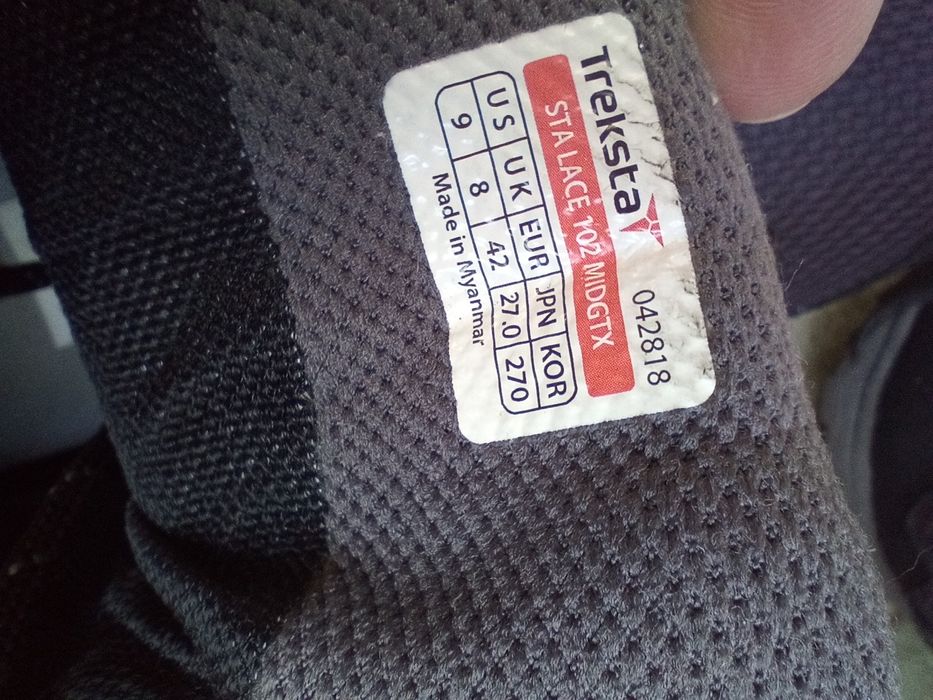 Treksta 042818
STA LACE 102 MIDGTX
US UK EUR JPN KOR
9 8 42 27.0 270
Made in Myanmar